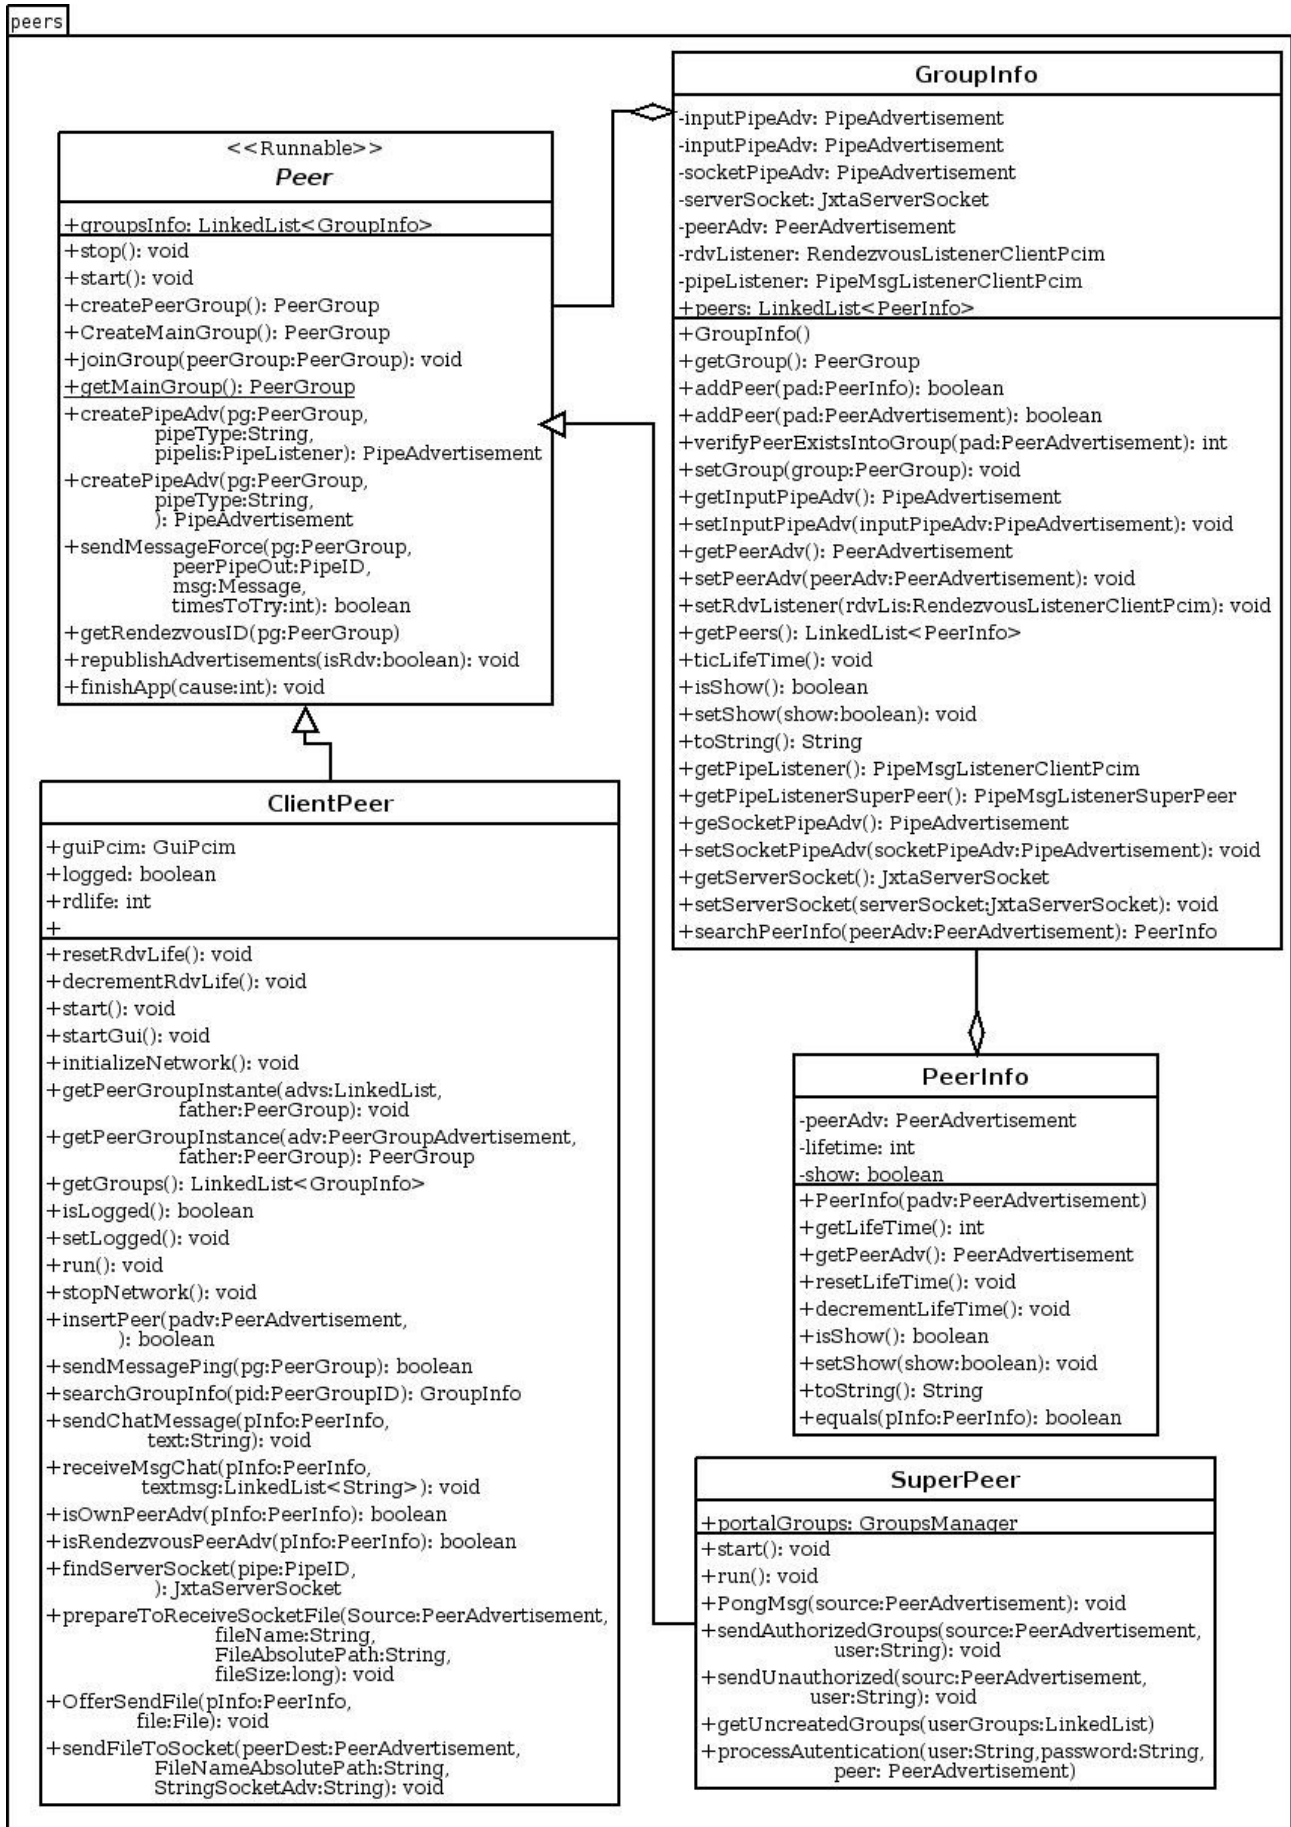 peers
<<Runnable>>
Peer
+groupsInfo: LinkedList<GroupInfo>
+stop(): void
+start(): void
+createPeerGroup(): PeerGroup
+CreateMainGroup(): PeerGroup
+joinGroup(peerGroup:PeerGroup): void
+getMainGroup(): PeerGroup
+createPipeAdv(pg:PeerGroup,
pipeType:String,
pipelis:PipeListener): PipeAdvertisement
+createPipeAdv(pg:PeerGroup,
pipeType:String,
): PipeAdvertisement
+sendMessageForce(pg:PeerGroup,
peerPipeOut:PipeID,
msg:Message,
timesToTry:int): boolean
+getRendezvousID(pg:PeerGroup)
+republishAdvertisements(isRdv:boolean): void
+finishApp(cause:int): void
GroupInfo
-inputPipeAdv: PipeAdvertisement
-inputPipeAdv: PipeAdvertisement
-socketPipeAdv: PipeAdvertisement
-serverSocket: JxtaServerSocket
-peerAdv: PeerAdvertisement
-rdvListener: RendezvousListenerClientPcim
-pipeListener: PipeMsgListenerClientPcim
+peers: LinkedList<PeerInfo>
+GroupInfo()
+getGroup(): PeerGroup
+addPeer(pad:PeerInfo): boolean
+addPeer(pad:PeerAdvertisement): boolean
+verifyPeerExistsIntoGroup(pad:PeerAdvertisement): int
+setGroup(group:PeerGroup): void
+getInputPipeAdv(): PipeAdvertisement
+setInputPipeAdv(inputPipeAdv:PipeAdvertisement): void
+getPeerAdv(): PeerAdvertisement
+setPeerAdv(peerAdv:PeerAdvertisement): void
+setRdvListener(rdvLis:RendezvousListenerClientPcim): void
+getPeers(): LinkedList<PeerInfo>
+ticLifeTime(): void
+isShow(): boolean
+setShow(show:boolean): void
+toString(): String
+getPipeListener(): PipeMsgListenerClientPcim
+getPipeListenerSuperPeer(): PipeMsgListenerSuperPeer
+geSocketPipeAdv(): PipeAdvertisement
+setSocketPipeAdv(socketPipeAdv:PipeAdvertisement): void
+getServerSocket(): JxtaServerSocket
+setServerSocket(serverSocket:JxtaServerSocket): void
+searchPeerInfo(peerAdv:PeerAdvertisement): PeerInfo
ClientPeer
+guiPcim: GuiPcim
+logged: boolean
+rdlife: int
+
+resetRdvLife(): void
+decrementRdvLife(): void
+start(): void
+startGui(): void
+initializeNetwork(): void
+getPeerGroupInstante(advs:LinkedList,
father:PeerGroup): void
+getPeerGroupInstance(adv:PeerGroupAdvertisement,
father:PeerGroup): PeerGroup
+getGroups(): LinkedList<GroupInfo>
+isLogged(): boolean
+setLogged(): void
+run(): void
+stopNetwork(): void
+insertPeer(padv:PeerAdvertisement,
): boolean
+sendMessagePing(pg:PeerGroup): boolean
+searchGroupInfo(pid:PeerGroupID): GroupInfo
+sendChatMessage(pInfo:PeerInfo,
text:String): void
+receiveMsgChat(pInfo:PeerInfo,
textmsg:LinkedList<String>): void
+isOwnPeerAdv(pInfo:PeerInfo): boolean
+isRendezvousPeerAdv(pInfo:PeerInfo): boolean
+findServerSocket(pipe:PipeID,
): JxtaServerSocket
+prepareToReceiveSocketFile(Source:PeerAdvertisement,
fileName:String,
FileAbsolutePath:String,
fileSize:long): void
+OfferSendFile(pInfo:PeerInfo,
file:File): void
+sendFileToSocket(peerDest:PeerAdvertisement,
FileNameAbsolutePath:String,
StringSocketAdv:String): void
PeerInfo
-peerAdv: PeerAdvertisement
-lifetime: int
-show: boolean
+PeerInfo(padv:PeerAdvertisement)
+getLifeTime(): int
+getPeerAdv(): PeerAdvertisement
+resetLifeTime(): void
+decrementLifeTime(): void
+isShow(): boolean
+setShow(show:boolean): void
+toString(): String
+equals(pInfo:PeerInfo): boolean
SuperPeer
+portalGroups: GroupsManager
+start(): void
+run(): void
+PongMsg(source:PeerAdvertisement): void
+sendAuthorizedGroups(source:PeerAdvertisement,
user:String): void
+sendUnauthorized(sourc:PeerAdvertisement,
user:String): void
+getUncreatedGroups(userGroups:LinkedList)
+processAutentication(user:String,password:String,
peer: PeerAdvertisement)